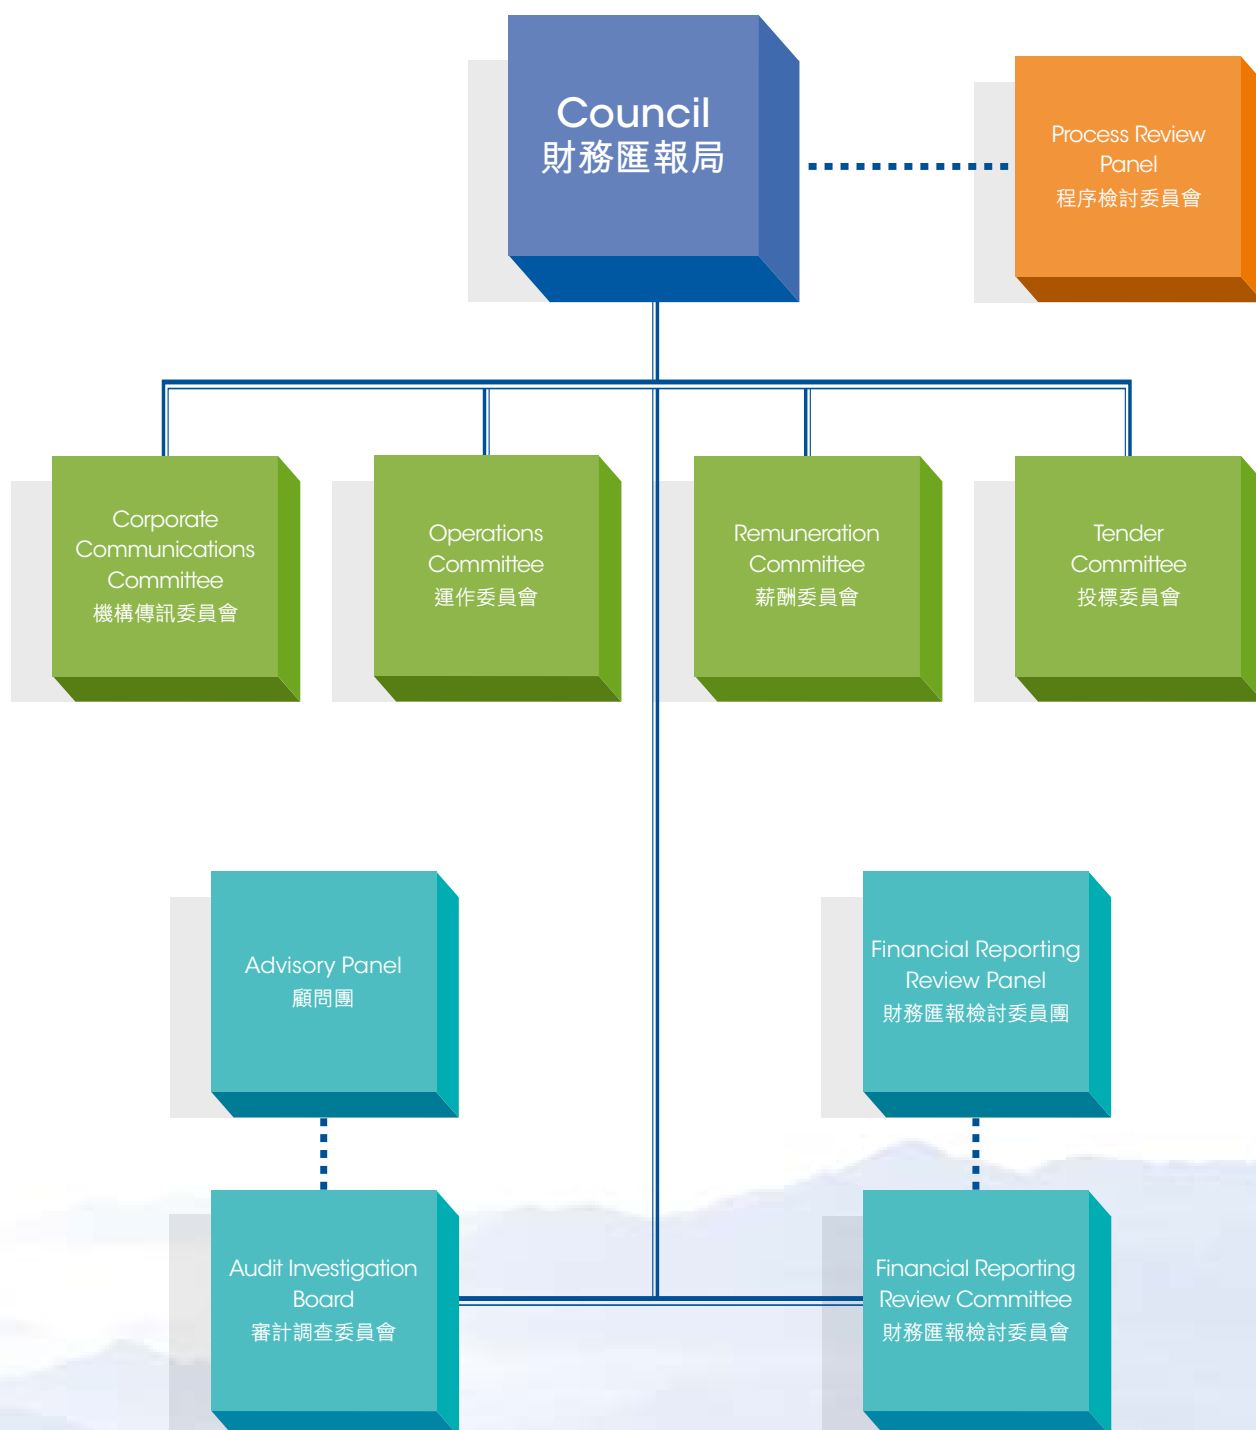 Council
財務匯報局
Process Review
Panel
程序檢討委員會
Corporate
Communications
Committee
機構傳訊委員會
Operations
Committee
運作委員會
Remuneration
Committee
薪酬委員會
Tender
Committee
投標委員會
Advisory Panel
顧問團
Financial Reporting
Review Panel
財務匯報檢討委員團
Audit Investigation
Board
審計調查委員會
Financial Reporting
Review Committee
財務匯報檢討委員會